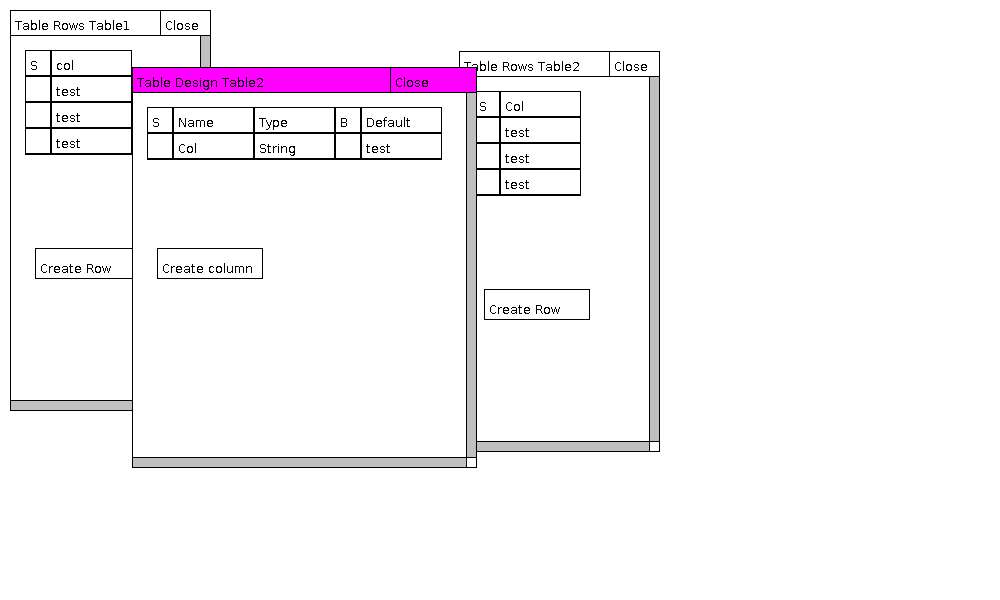 Table Rows Table1 Close
S col
test
test
test
Create Row
Table Design Table2 Close
S Name Type B Default
Col String test
Create column
Table Rows Table2 Close
S Col
test
test
test
Create Row